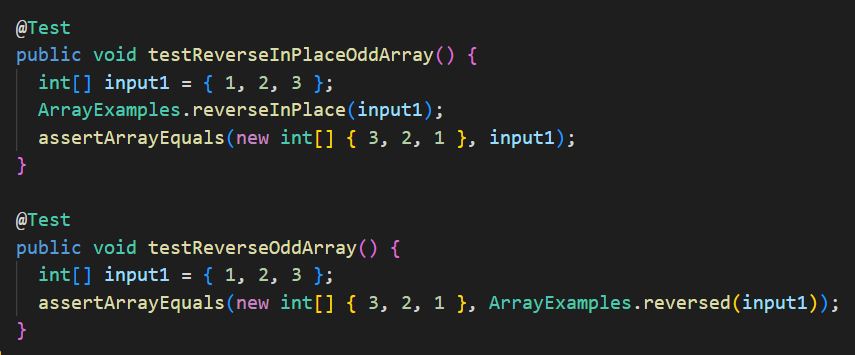 @Test
public void testReverseInPlaceOddArray() {
  int[] input1 = { 1, 2, 3 };
  ArrayExamples.reverseInPlace(input1);
  assertArrayEquals(new int[] { 3, 2, 1 }, input1);
}

@Test
public void testReverseOddArray() {
  int[] input1 = { 1, 2, 3 };
  assertArrayEquals(new int[] { 3, 2, 1 }, ArrayExamples.reversed(input1));
}